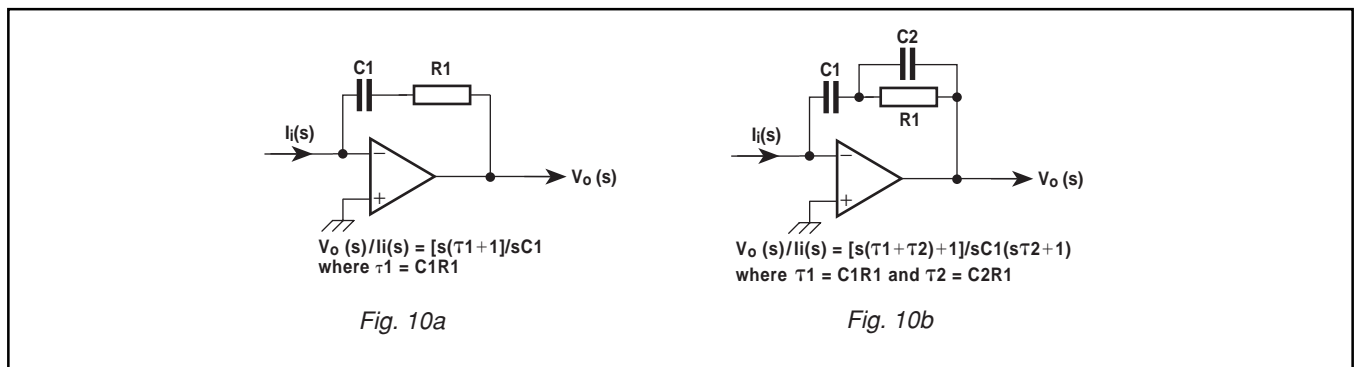 C1
R1
Ii(s)
−
+
Vo (s)
Vo (s)/Ii(s) = [s(τ1+1]/sC1
where τ1 = C1R1
Fig. 10a
C2
C1
R1
Ii(s)
−
+
Vo (s)
Vo (s)/Ii(s) = [s(τ1+τ2)+1]/sC1(sτ2+1)
where τ1 = C1R1 and τ2 = C2R1
Fig. 10b